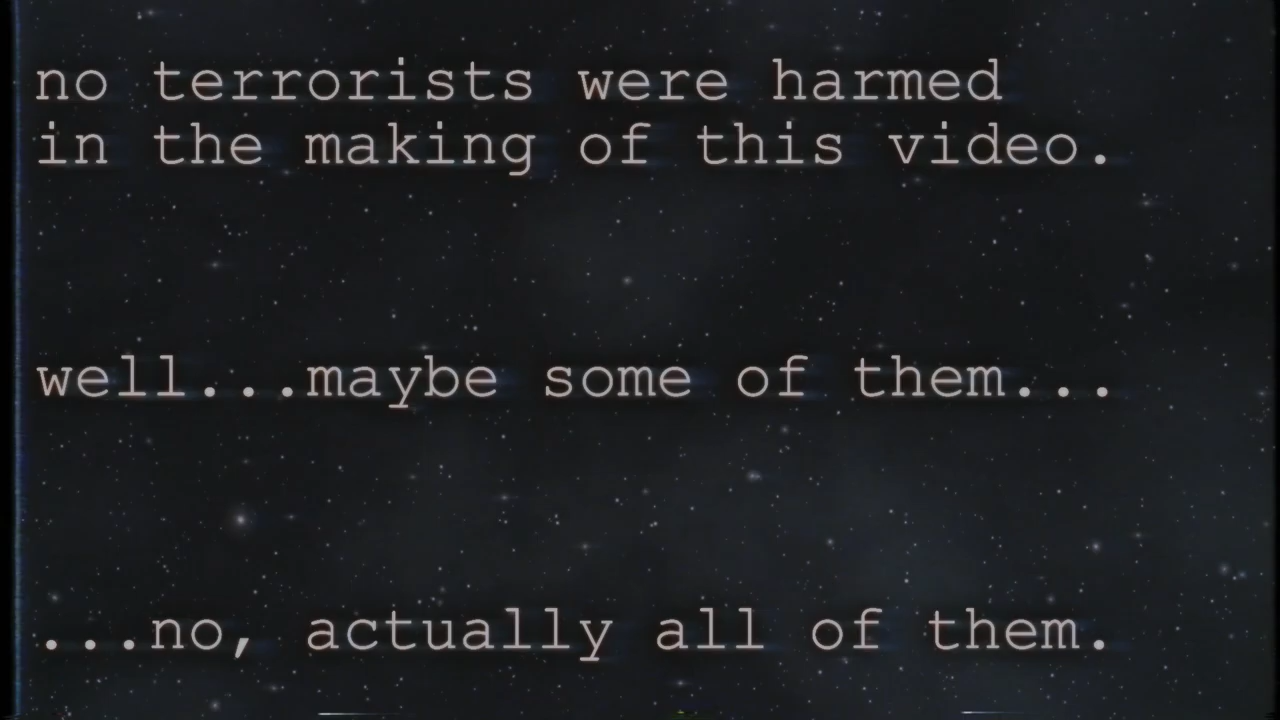 no terrorists were harmed
in the making of this video.
well...maybe some of them...
...no, actually all of them.